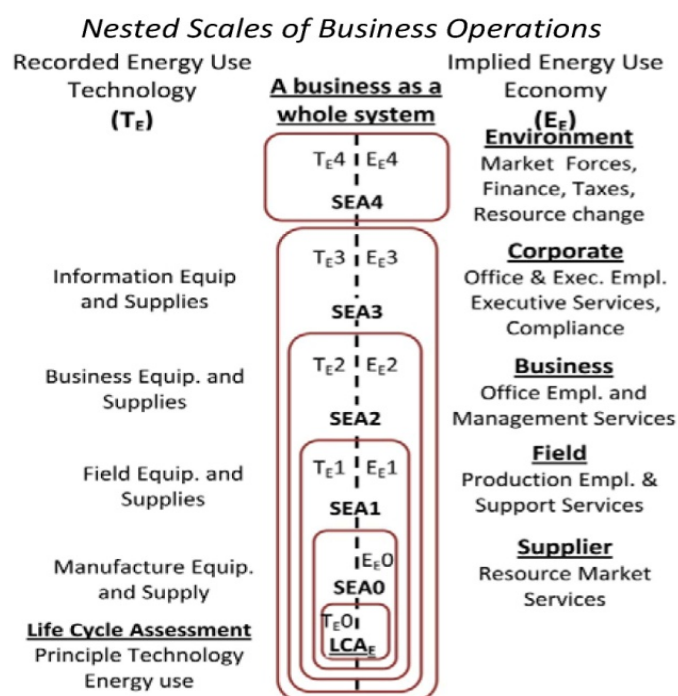 Nested Scales of Business Operations
Recorded Energy Use
Technology
(TE)
A business as a
whole system
Implied Energy Use
Economy
(EE)
TE4 EE4
SEA4
Environment
Market Forces,
Finance, Taxes,
Resource change
TE3 EE3
SEA3
Information Equip
and Supplies
Corporate
Office & Exec. Empl.
Executive Services,
Compliance
TE2 EE2
SEA2
Business Equip. and
Supplies
Business
Office Empl. and
Management Services
TE1 EE1
SEA1
Field Equip. and
Supplies
Field
Production Empl. &
Support Services
EE0
SEA0
Manufacture Equip.
and Supply
Supplier
Resource Market
Services
TE0
LCAE
Life Cycle Assessment
Principle Technology
Energy use